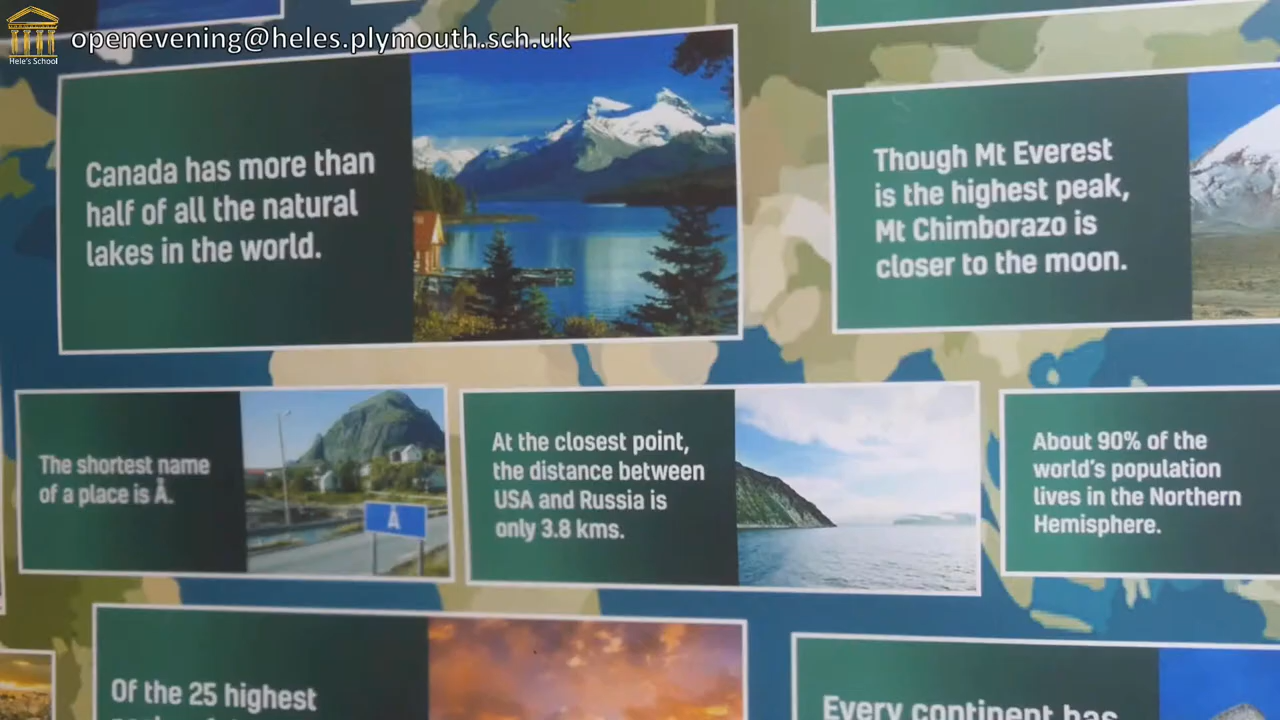 Hele's School
openevening@heles.plymouth.sch.uk
Canada has more than
half of all the natural
lakes in the world.
Though Mt Everest
is the highest peak,
Mt Chimborazo is
closer to the moon.
The shortest name
of a place is Å.
Å
At the closest point,
the distance between
USA and Russia is
only 3.8 kms.
About 90% of the
world's population
lives in the Northern
Hemisphere.
Of the 25 highest
Every continent has